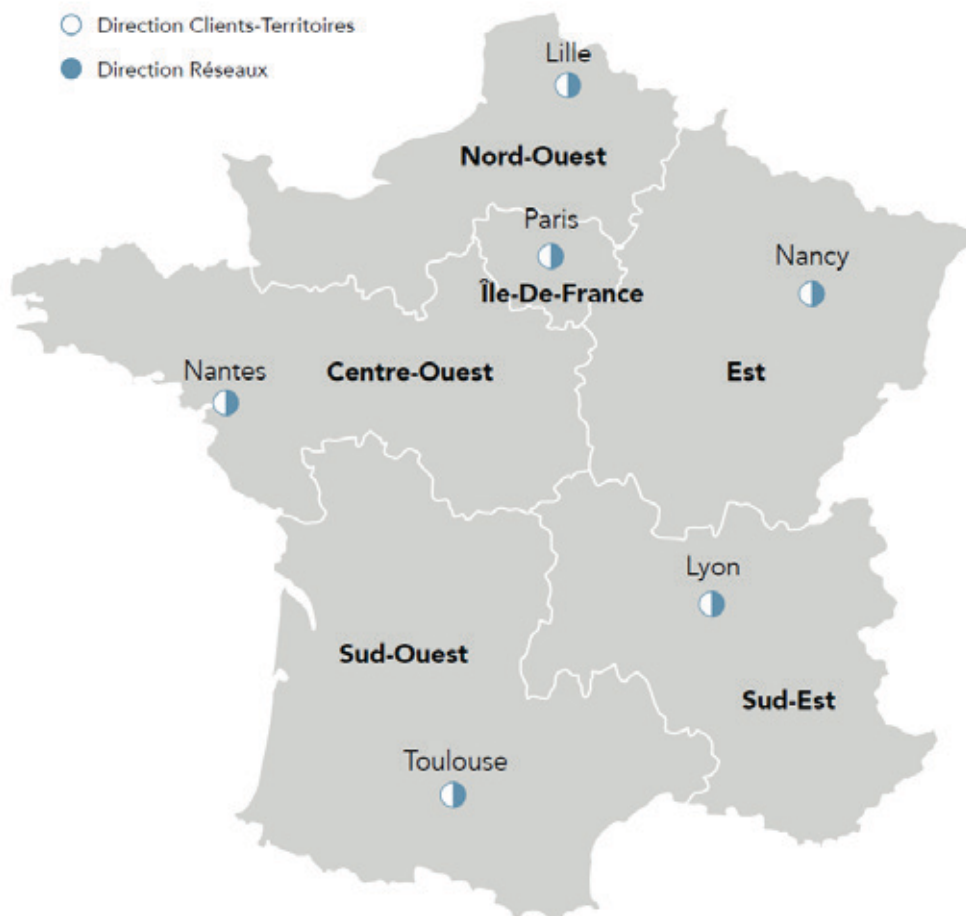 Direction Clients-Territoires
Direction Réseaux
Lille
Nord-Ouest
Paris
Île-De-France
Nancy
Nantes
Centre-Ouest
Est
Lyon
Sud-Ouest
Sud-Est
Toulouse